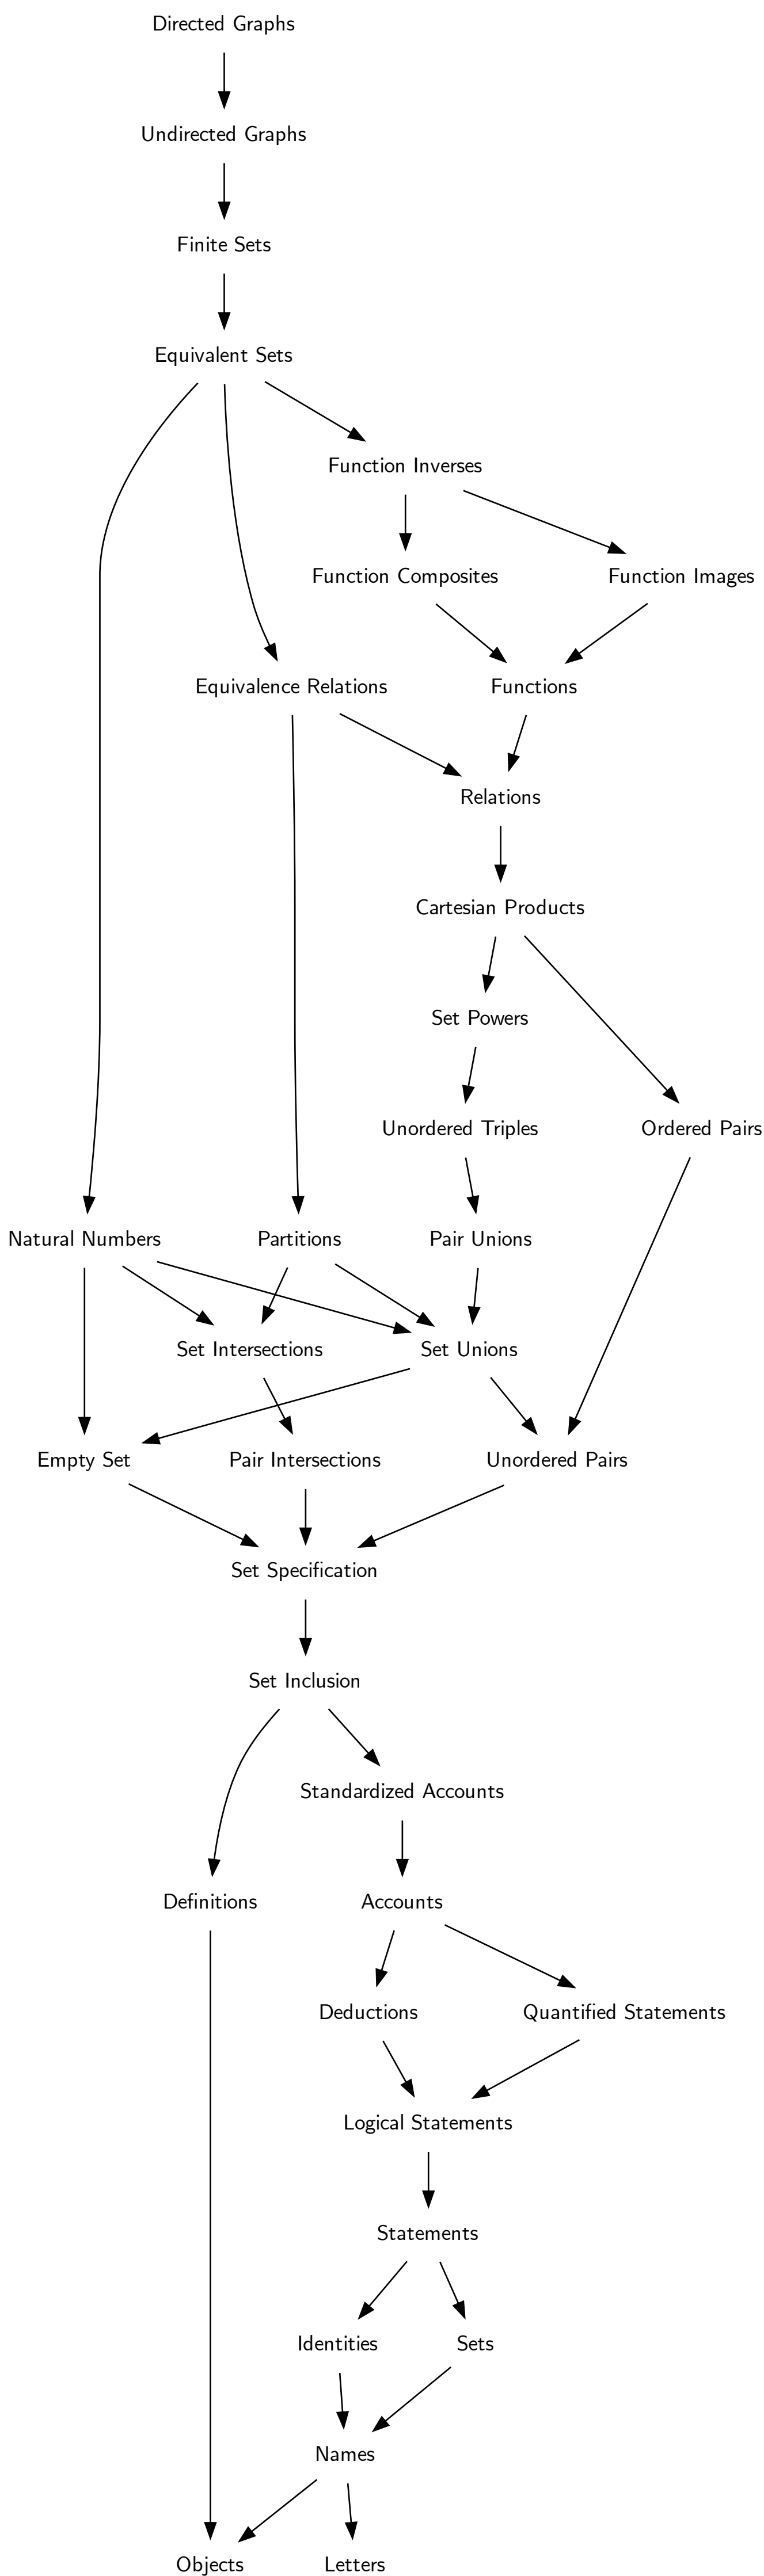 Directed Graphs
Undirected Graphs
Finite Sets
Equivalent Sets
Function Inverses
Function Composites
Function Images
Equivalence Relations
Functions
Relations
Cartesian Products
Set Powers
Unordered Triples
Ordered Pairs
Natural Numbers
Partitions
Pair Unions
Set Intersections
Set Unions
Empty Set
Pair Intersections
Unordered Pairs
Set Specification
Set Inclusion
Standardized Accounts
Definitions
Accounts
Deductions
Quantified Statements
Logical Statements
Statements
Identities
Sets
Names
Objects
Letters